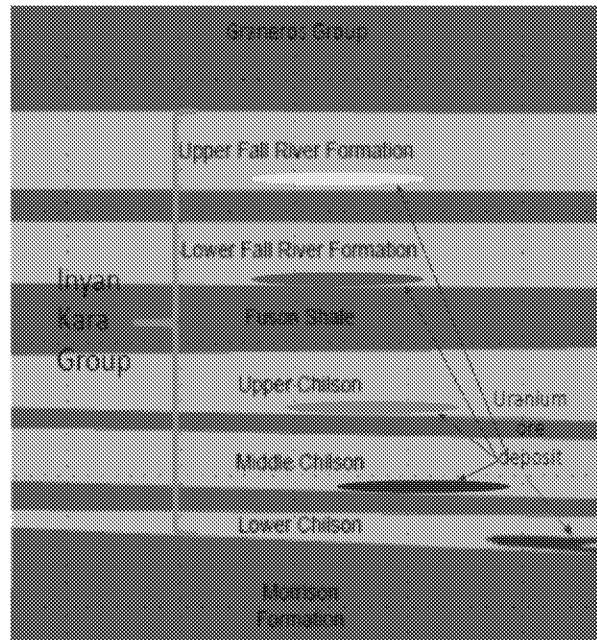 Graneros Group
Upper Fall River Formation
Lower Fall River Formation
Inyan
Kara
Group
Fuson Shale
Upper Chilson
Uranium
ore
deposit
Middle Chilson
Lower Chilson
Morrison
Formation